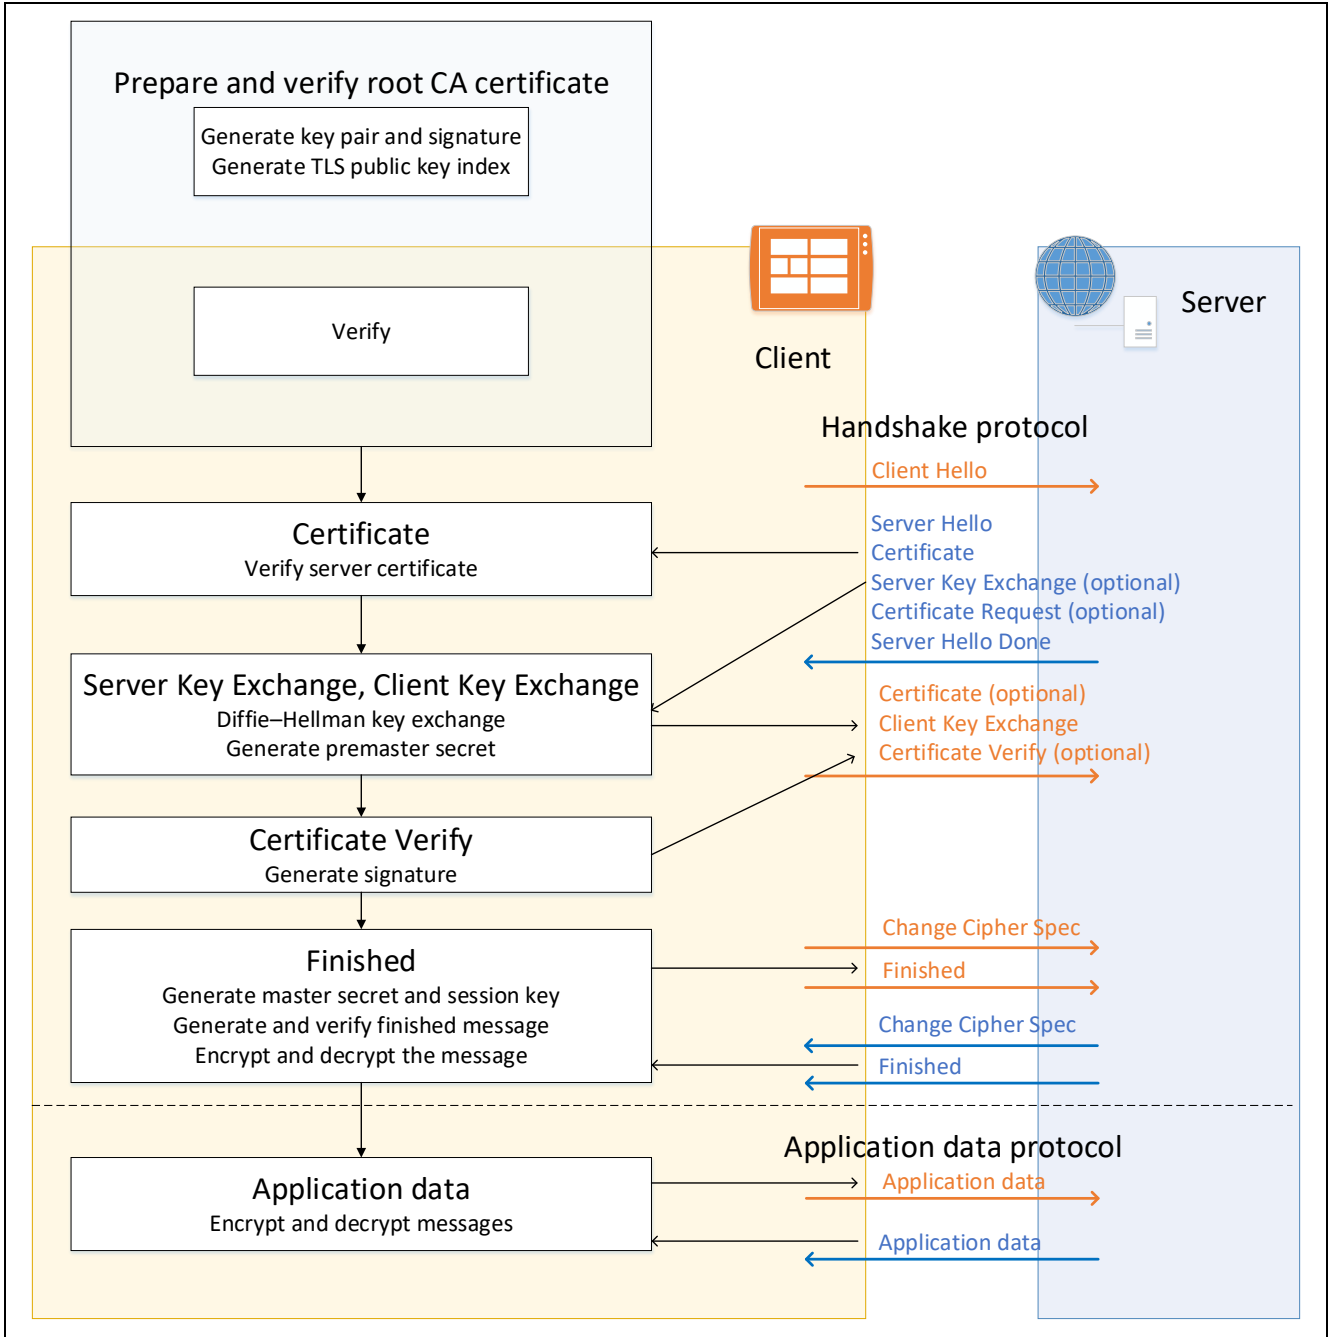 Prepare and verify root CA certificate
Generate key pair and signature
Generate TLS public key index
Verify
Client
Server
Handshake protocol
Client Hello
Certificate
Verify server certificate
Server Hello
Certificate
Server Key Exchange (optional)
Certificate Request (optional)
Server Hello Done
Server Key Exchange, Client Key Exchange
Diffie–Hellman key exchange
Generate premaster secret
Certificate (optional)
Client Key Exchange
Certificate Verify (optional)
Certificate Verify
Generate signature
Finished
Generate master secret and session key
Generate and verify finished message
Encrypt and decrypt the message
Change Cipher Spec
Finished
Change Cipher Spec
Finished
Application data protocol
Application data
Encrypt and decrypt messages
Application data
Application data